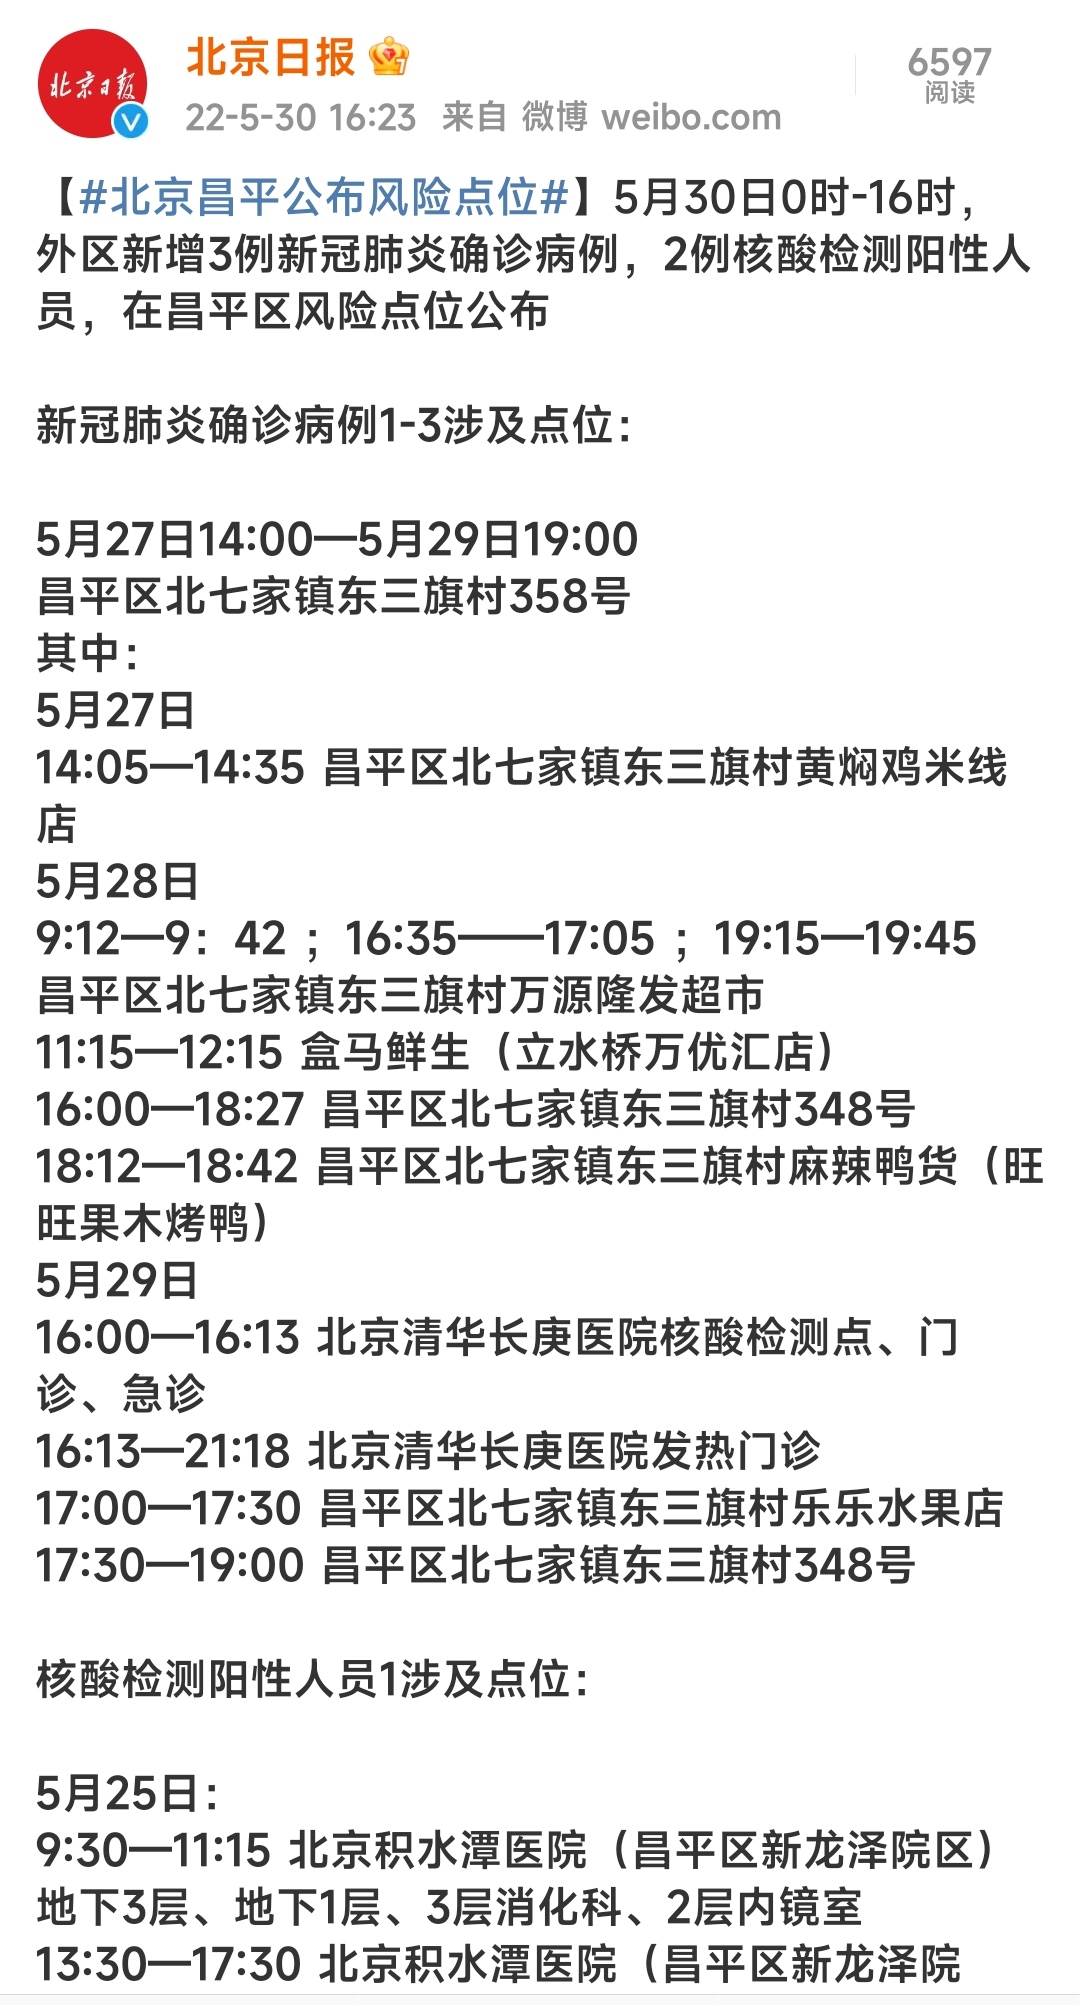 北京日报
北京日报
6597
22-5-30 16:23 来自 微博 weibo.com
阅读
【#北京昌平公布风险点位#】5月30日0时-16时，
外区新增3例新冠肺炎确诊病例，2例核酸检测阳性人
员，在昌平区风险点位公布
新冠肺炎确诊病例1-3涉及点位：
5月27日14:00—5月29日19:00
昌平区北七家镇东三旗村358号
其中：
5月27日
14:05—14:35 昌平区北七家镇东三旗村黄焖鸡米线
店
5月28日
9:12—9：42 ；16:35——17:05 ；19:15—19:45
昌平区北七家镇东三旗村万源隆发超市
11:15—12:15 盒马鲜生（立水桥万优汇店）
16:00—18:27 昌平区北七家镇东三旗村348号
18:12—18:42 昌平区北七家镇东三旗村麻辣鸭货（旺
旺果木烤鸭）
5月29日
16:00—16:13 北京清华长庚医院核酸检测点、门
诊、急诊
16:13—21:18 北京清华长庚医院发热门诊
17:00—17:30 昌平区北七家镇东三旗村乐乐水果店
17:30—19:00 昌平区北七家镇东三旗村348号
核酸检测阳性人员1涉及点位：
5月25日：
9:30—11:15 北京积水潭医院（昌平区新龙泽院区）
地下3层、地下1层、3层消化科、2层内镜室
13:30—17:30 北京积水潭医院（昌平区新龙泽院